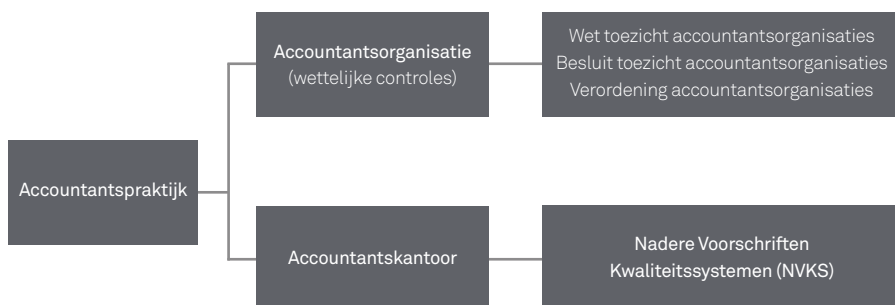 Accountantspraktijk
Accountantsorganisatie
(wettelijke controles)
Wet toezicht accountantsorganisaties
Besluit toezicht accountantsorganisaties
Verordening accountantsorganisaties
Accountantskantoor
Nadere Voorschriften
Kwaliteitssystemen (NVKS)